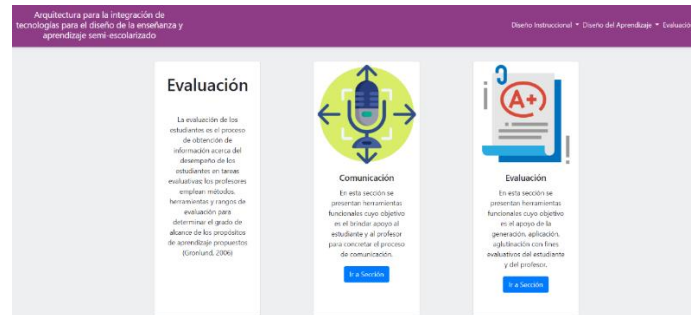 Arquitectura para la integración de
tecnologías para el diseño de la enseñanza y
aprendizaje semi-escolarizado
Diseño Instruccional Diseño del Aprendizaje Evaluació
Evaluación
La evaluación de los
estudiantes es el proceso
de obtención de
información acerca del
desempeño de los
estudiantes en tareas
evaluativas; los profesores
emplean métodos,
herramientas y rangos de
evaluación para
determinar el grado de
alcance de los propósitos
de aprendizaje propuestos
(Gronlund, 2006)
Comunicación
En esta sección se
presentan herramientas
funcionales cuyo objetivo
es el brindar apoyo al
estudiante y al profesor
para concretar el proceso
de comunicación.
Ir a Sección
A+
Evaluación
En esta sección se
presentan herramientas
funcionales cuyo objetivo
es el apoyo de la
generación, aplicación,
aglutinación con fines
evaluativos del estudiante
y del profesor.
Ir a Sección